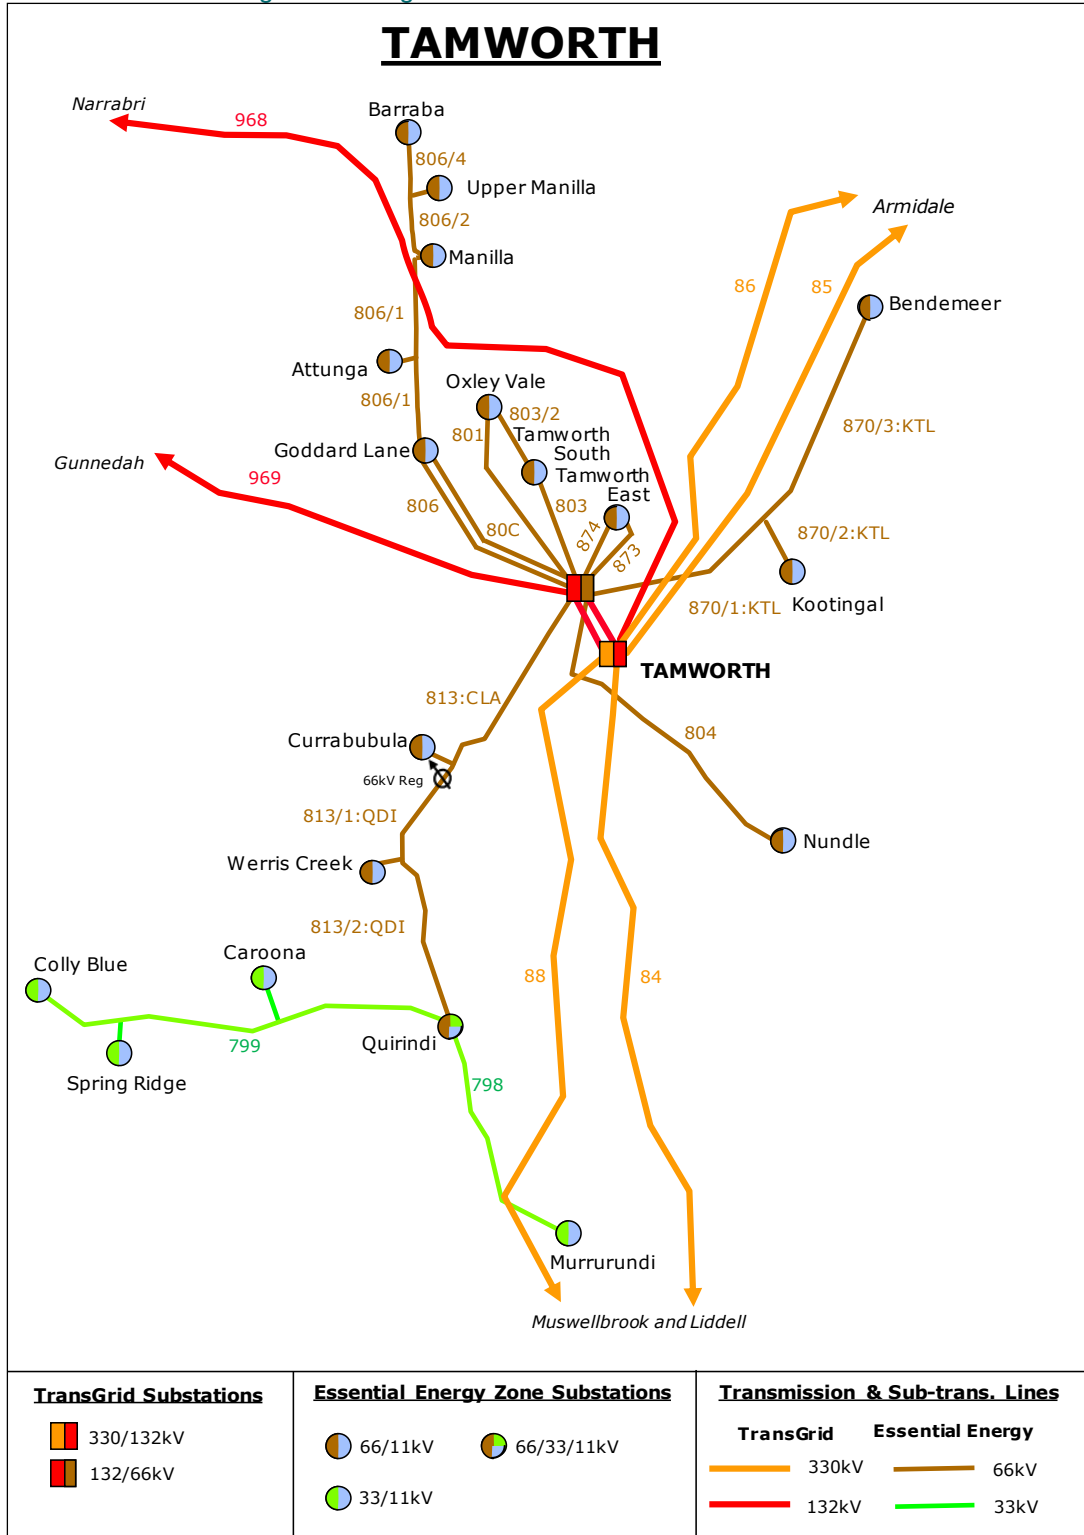 TAMWORTH
Narrabri
968
Barraba
806/4
Upper Manilla
806/2
Manilla
Armidale
86
85
Bendemeer
806/1
Attunga
806/1
Oxley Vale
803/2
801
Tamworth
South
870/3:KTL
Goddard Lane
Gunnedah
969
Tamworth
East
806
80C
803
874
873
870/2:KTL
870/1:KTL
Kootingal
TAMWORTH
813:CLA
804
Currabubula
66kV Reg
813/1:QDI
Nundle
Werris Creek
813/2:QDI
Caroona
Colly Blue
88
84
799
Quirindi
Spring Ridge
798
Murrurundi
Muswellbrook and Liddell
TransGrid Substations
330/132kV
132/66kV
Essential Energy Zone Substations
66/11kV
66/33/11kV
33/11kV
Transmission & Sub-trans. Lines
TransGrid
Essential Energy
330kV
66kV
132kV
33kV